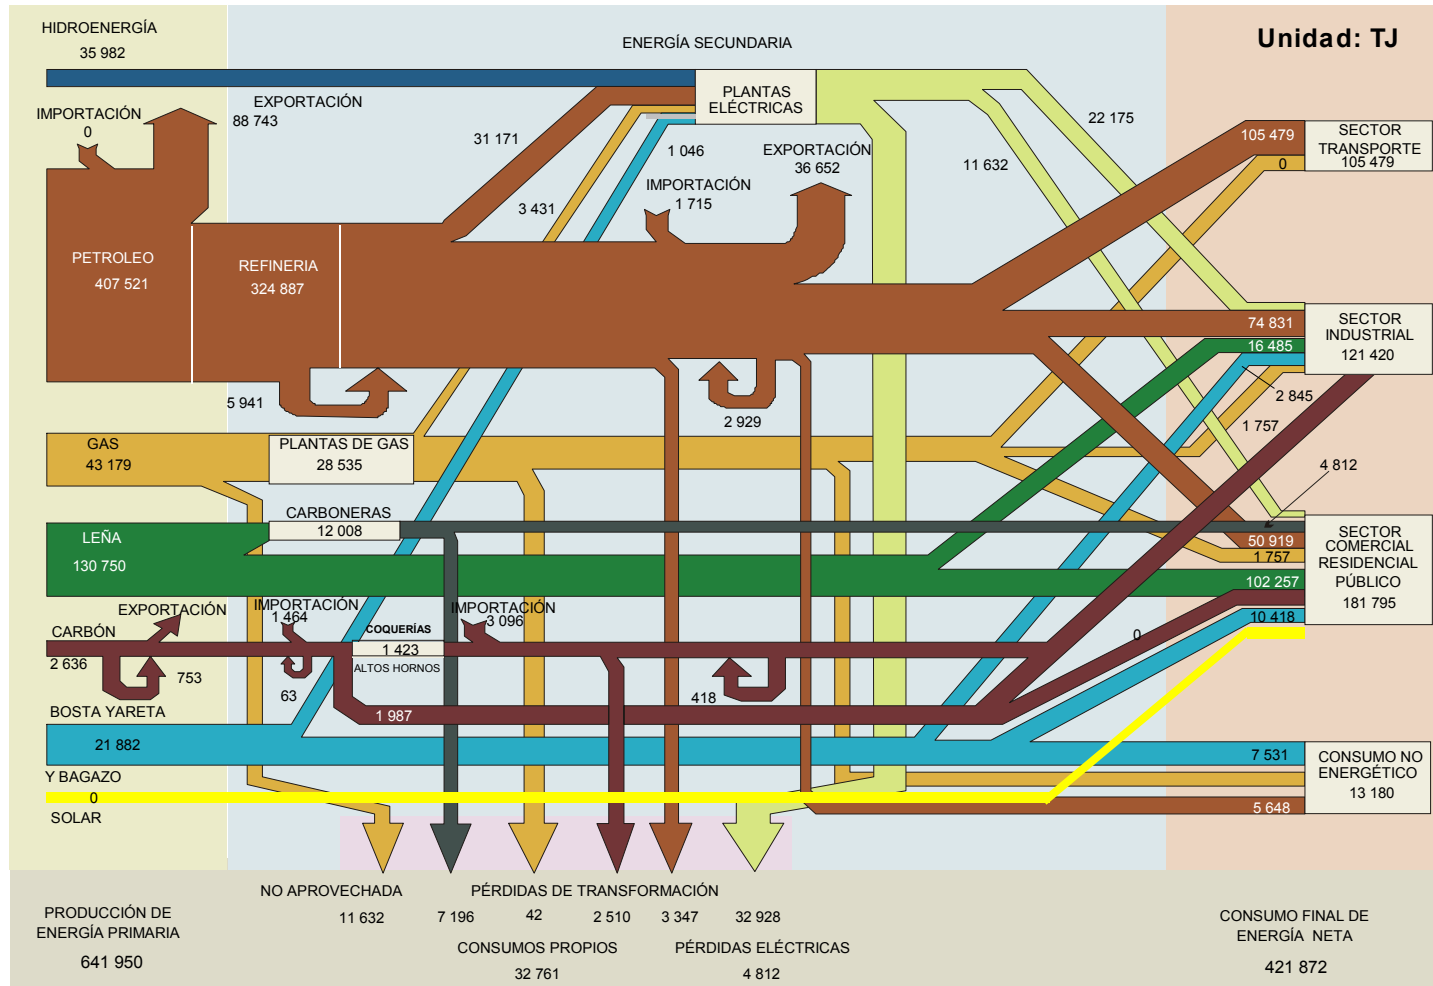 HIDROENERGÍA
35 982
ENERGÍA SECUNDARIA
Unidad: TJ
IMPORTACIÓN
0
EXPORTACIÓN
88 743
PLANTAS
ELÉCTRICAS
31 171
1 046
3 431
EXPORTACIÓN
36 652
IMPORTACIÓN
1 715
22 175
11 632
105 479
0
SECTOR
TRANSPORTE
105 479
PETROLEO
407 521
REFINERIA
324 887
5 941
2 929
74 831
16 485
SECTOR
INDUSTRIAL
121 420
2 845
1 757
4 812
GAS
43 179
PLANTAS DE GAS
28 535
CARBONERAS
12 008
LEÑA
130 750
50 919
1 757
102 257
10 418
SECTOR
COMERCIAL
RESIDENCIAL
PÚBLICO
181 795
EXPORTACIÓN
IMPORTACIÓN
1 464
COQUERÍAS
1 423
ALTOS HORNOS
IMPORTACIÓN
3 096
0
CARBÓN
2 636
753
63
418
1 987
BOSTA YARETA
21 882
Y BAGAZO
0
SOLAR
7 531
5 648
CONSUMO NO
ENERGÉTICO
13 180
NO APROVECHADA
11 632
PÉRDIDAS DE TRANSFORMACIÓN
7 196
42
2 510
3 347
32 928
CONSUMOS PROPIOS
32 761
PÉRDIDAS ELÉCTRICAS
4 812
PRODUCCIÓN DE
ENERGÍA PRIMARIA
641 950
CONSUMO FINAL DE
ENERGÍA NETA
421 872